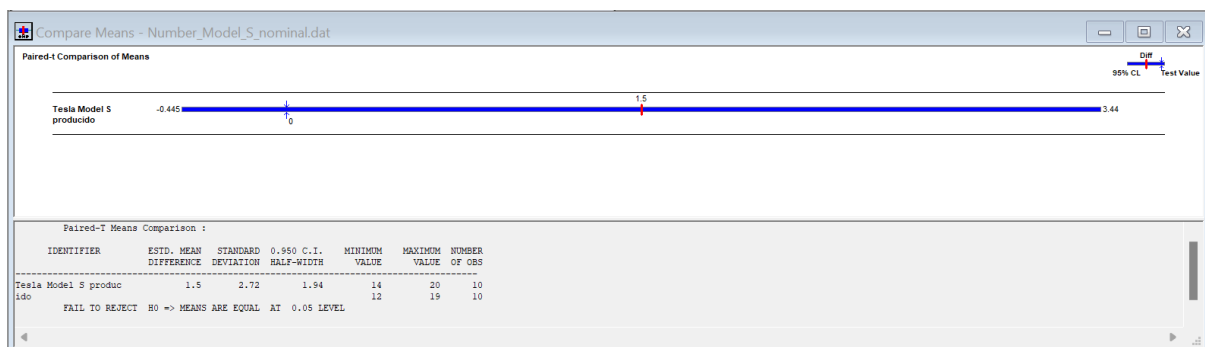 Compare Means - Number_Model_S_nominal.dat
Paired-t Comparison of Means
Diff
95% CL Test Value
1.5
Tesla Model S -0.445 3.44
producido 0
Paired-T Means Comparison :
IDENTIFIER ESTD. MEAN STANDARD 0.950 C.I. MINIMUM MAXIMUM NUMBER
DIFFERENCE DEVIATION HALF-WIDTH VALUE VALUE OF OBS
Tesla Model S produc 1.5 2.72 1.94 14 20 10
ido 12 19 10
FAIL TO REJECT H0 => MEANS ARE EQUAL AT 0.05 LEVEL